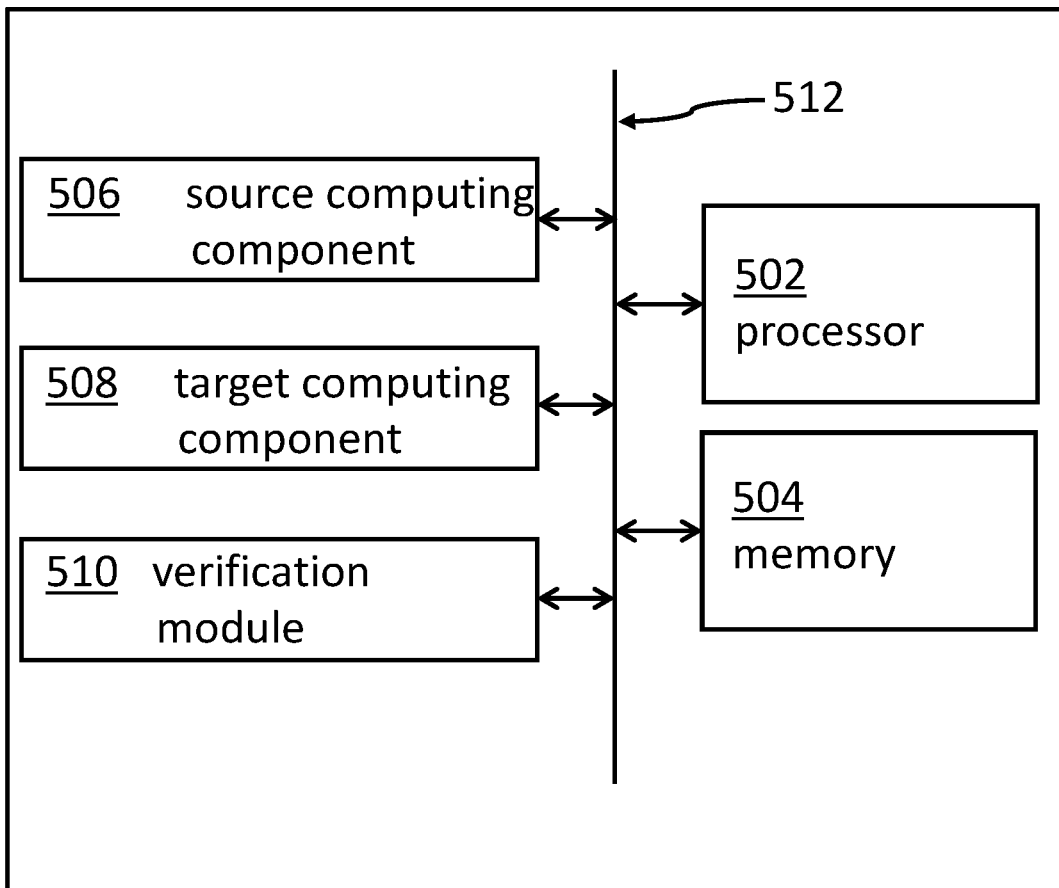 512
506 source computing
component
502
processor
508 target computing
component
504
memory
510 verification
module